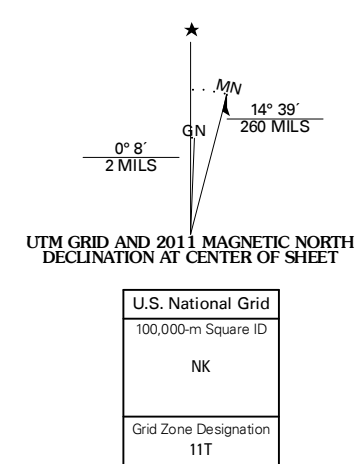 ★
MN
14° 39´
260 MILS
GN
0° 8´
2 MILS
UTM GRID AND 2011 MAGNETIC NORTH
DECLINATION AT CENTER OF SHEET
U.S. National Grid
100,000-m Square ID
NK
Grid Zone Designation
11T